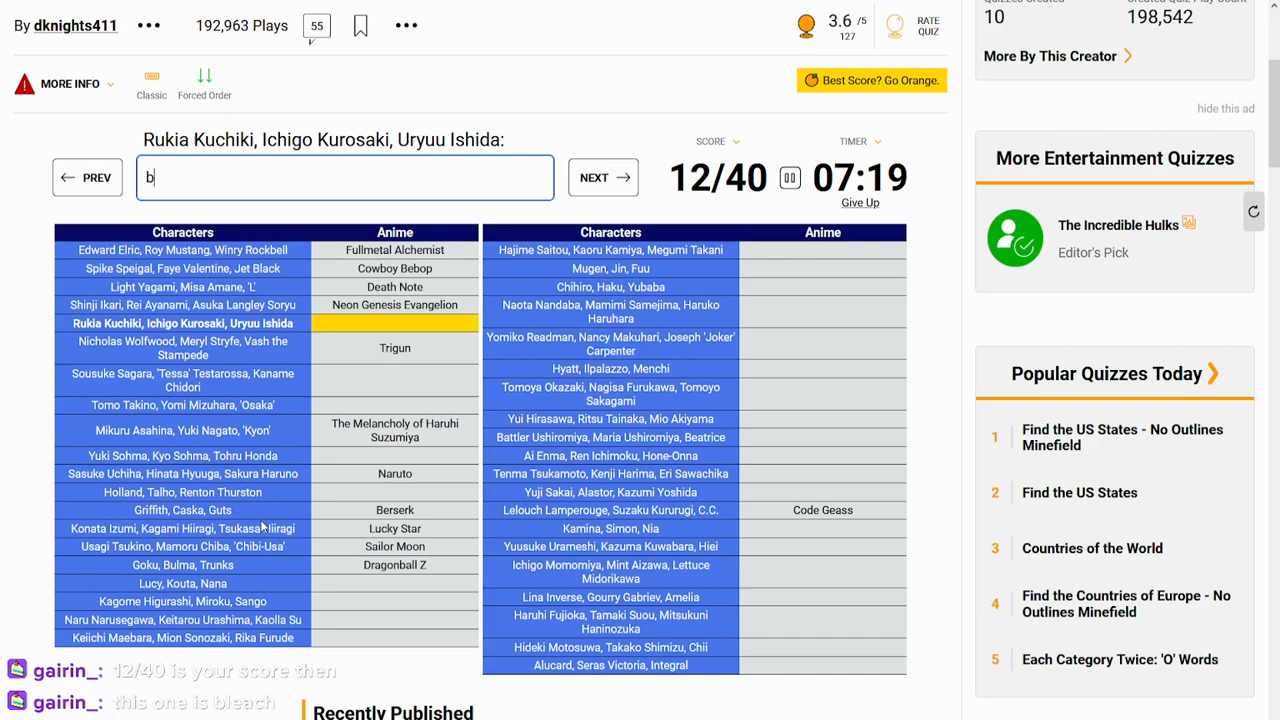 By dknights411
192,963 Plays
55
3.6 /5
127
RATE QUIZ
MORE INFO
Classic
Forced Order
Best Score? Go Orange.
Rukia Kuchiki, Ichigo Kurosaki, Uryuu Ishida:
← PREV
b
NEXT →
SCORE
12/40
TIMER
07:19
Give Up
Characters
Anime
Edward Elric, Roy Mustang, Winry Rockbell
Fullmetal Alchemist
Spike Speigal, Faye Valentine, Jet Black
Cowboy Bebop
Light Yagami, Misa Amane, 'L'
Death Note
Shinji Ikari, Rei Ayanami, Asuka Langley Soryu
Neon Genesis Evangelion
Rukia Kuchiki, Ichigo Kurosaki, Uryuu Ishida
Nicholas Wolfwood, Meryl Stryfe, Vash the
Stampede
Trigun
Sousuke Sagara, 'Tessa' Testarossa, Kaname
Chidori
Tomo Takino, Yomi Mizuhara, 'Osaka'
Mikuru Asahina, Yuki Nagato, 'Kyon'
The Melancholy of Haruhi
Suzumiya
Yuki Sohma, Kyo Sohma, Tohru Honda
Sasuke Uchiha, Hinata Hyuuga, Sakura Haruno
Naruto
Holland, Talho, Renton Thurston
Griffith, Caska, Guts
Berserk
Konata Izumi, Kagami Hiiragi, Tsukasa Hiiragi
Lucky Star
Usagi Tsukino, Mamoru Chiba, 'Chibi-Usa'
Sailor Moon
Goku, Bulma, Trunks
Dragonball Z
Lucy, Kouta, Nana
Kagome Higurashi, Miroku, Sango
Naru Narusegawa, Keitarou Urashima, Kaolla Su
Keiichi Maebara, Mion Sonozaki, Rika Furude
Characters
Anime
Hajime Saitou, Kaoru Kamiya, Megumi Takani
Mugen, Jin, Fuu
Chihiro, Haku, Yubaba
Naota Nandaba, Mamimi Samejima, Haruko
Haruhara
Yomiko Readman, Nancy Makuhari, Joseph 'Joker'
Carpenter
Hyatt, Ilpalazzo, Menchi
Tomoya Okazaki, Nagisa Furukawa, Tomoyo
Sakagami
Yui Hirasawa, Ritsu Tainaka, Mio Akiyama
Battler Ushiromiya, Maria Ushiromiya, Beatrice
Ai Enma, Ren Ichimoku, Hone-Onna
Tenma Tsukamoto, Kenji Harima, Eri Sawachika
Yuji Sakai, Alastor, Kazumi Yoshida
Lelouch Lamperouge, Suzaku Kururugi, C.C.
Code Geass
Kamina, Simon, Nia
Yuusuke Urameshi, Kazuma Kuwabara, Hiei
Ichigo Momomiya, Mint Aizawa, Lettuce
Midorikawa
Lina Inverse, Gourry Gabriev, Amelia
Haruhi Fujioka, Tamaki Suou, Mitsukuni
Haninozuka
Hideki Motosuwa, Takako Shimizu, Chii
Alucard, Seras Victoria, Integral
gairin_: 12/40 is your score then
gairin_: this one is bleach
Recently Published
10
198,542
More By This Creator
hide this ad
More Entertainment Quizzes
The Incredible Hulks
Editor's Pick
Popular Quizzes Today
1
Find the US States - No Outlines
Minefield
2
Find the US States
3
Countries of the World
4
Find the Countries of Europe - No
Outlines Minefield
5
Each Category Twice: 'O' Words